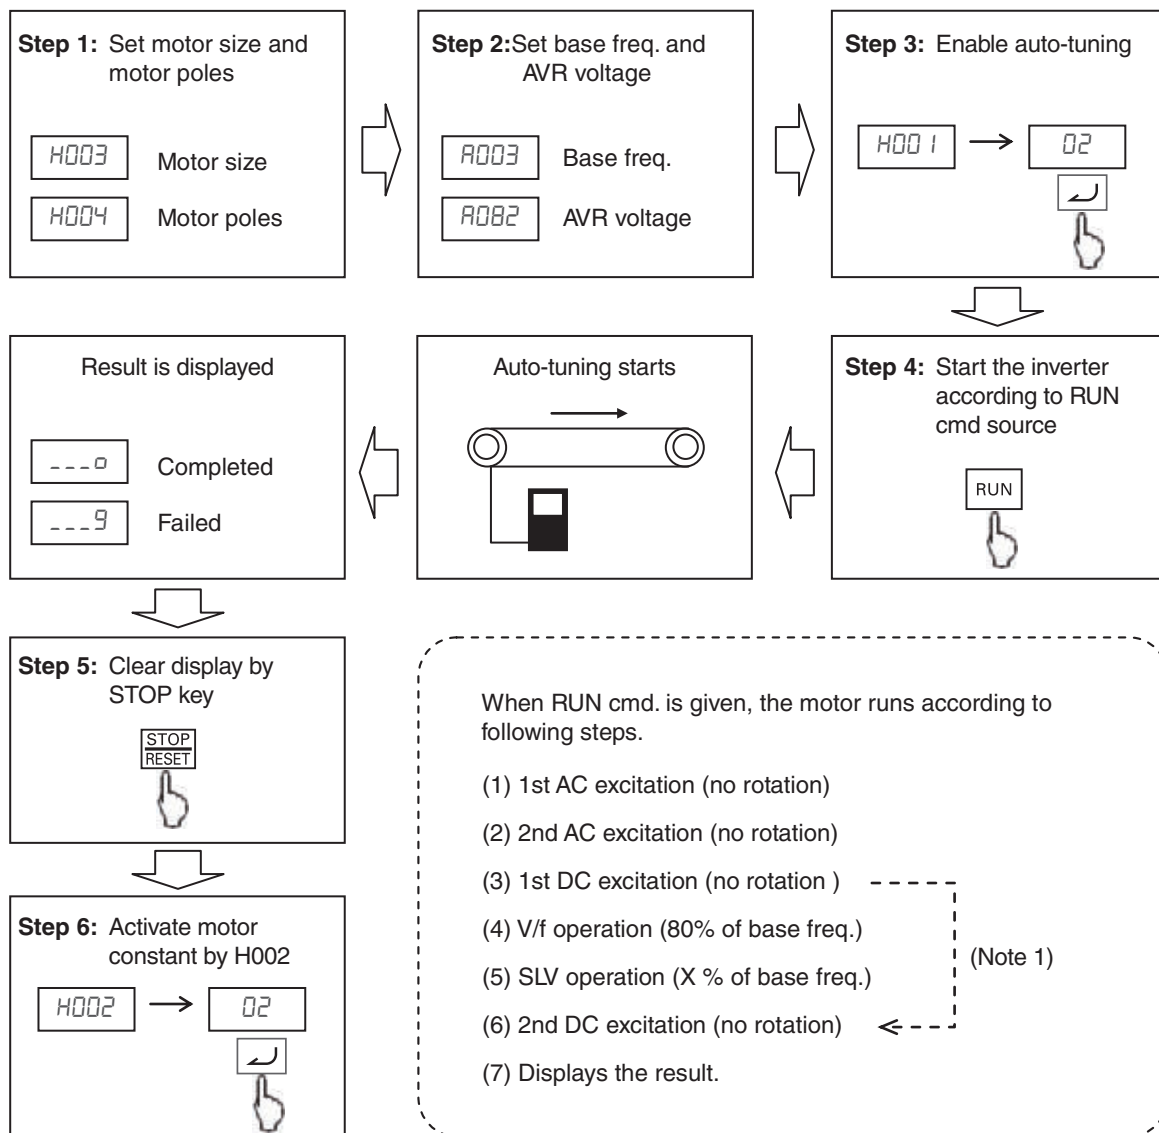 Step 1: Set motor size and
motor poles
H003 Motor size
H004 Motor poles
Step 2:Set base freq. and
AVR voltage
A003 Base freq.
A082 AVR voltage
Step 3: Enable auto-tuning
H001 → 02
Step 4: Start the inverter
according to RUN
cmd source
RUN
Auto-tuning starts
Result is displayed
___o Completed
___9 Failed
Step 5: Clear display by
STOP key
STOP
RESET
Step 6: Activate motor
constant by H002
H002 → 02
When RUN cmd. is given, the motor runs according to
following steps.
(1) 1st AC excitation (no rotation)
(2) 2nd AC excitation (no rotation)
(3) 1st DC excitation (no rotation )
(4) V/f operation (80% of base freq.)
(5) SLV operation (X % of base freq.)
(6) 2nd DC excitation (no rotation)
(7) Displays the result.
(Note 1)